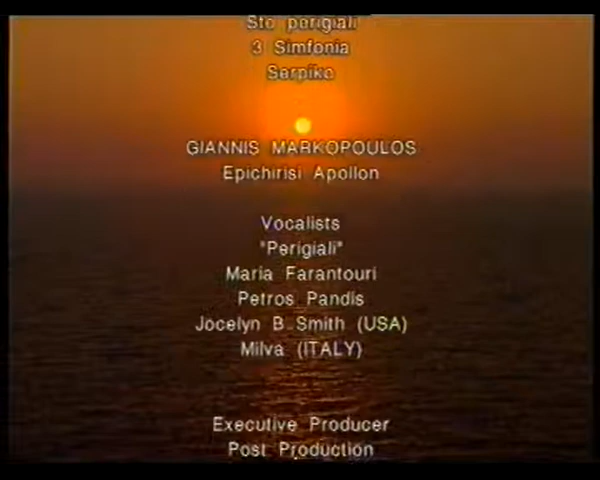 Sto perigiali
3 Simfonia
Serpiko
GIANNIS MARKOPOULOS
Epichirisi Apollon
Vocalists
"Perigiali"
Maria Farantouri
Petros Pandis
Jocelyn B.Smith (USA)
Milva (ITALY)
Executive Producer
Post Production